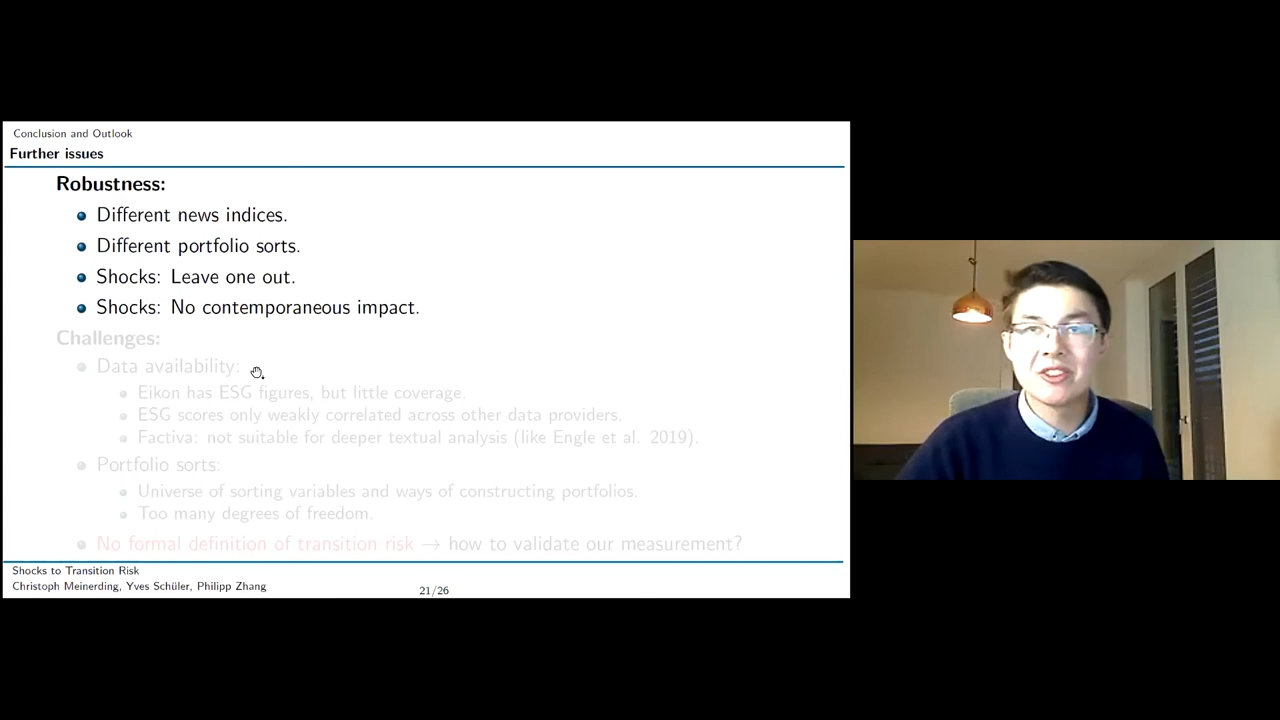 Conclusion and Outlook
Further issues
Robustness:
Different news indices.
Different portfolio sorts.
Shocks: Leave one out.
Shocks: No contemporaneous impact.
Challenges:
Data availability:
Eikon has ESG figures, but little coverage.
ESG scores only weakly correlated across other data providers.
Factiva: not suitable for deeper textual analysis (like Engle et al. 2019).
Portfolio sorts:
Universe of sorting variables and ways of constructing portfolios.
Too many degrees of freedom.
No formal definition of transition risk → how to validate our measurement?
Shocks to Transition Risk
Christoph Meinerding, Yves Schüler, Philipp Zhang
21/26